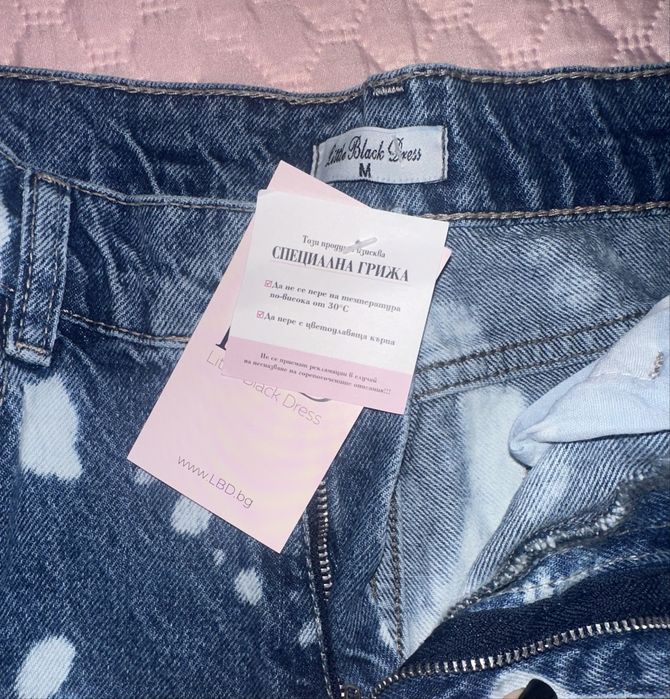 Little Black Dress
M
Този продукт изисква
СПЕЦИАЛНА ГРИЖА
Да не се пере на температура
по-висока от 30°C
Да пере с цветоулавяща кърпа
Не се приемат рекламации в случай
на неспазване на горепосочените описания!!!
Little Black Dress
www.LBD.bg